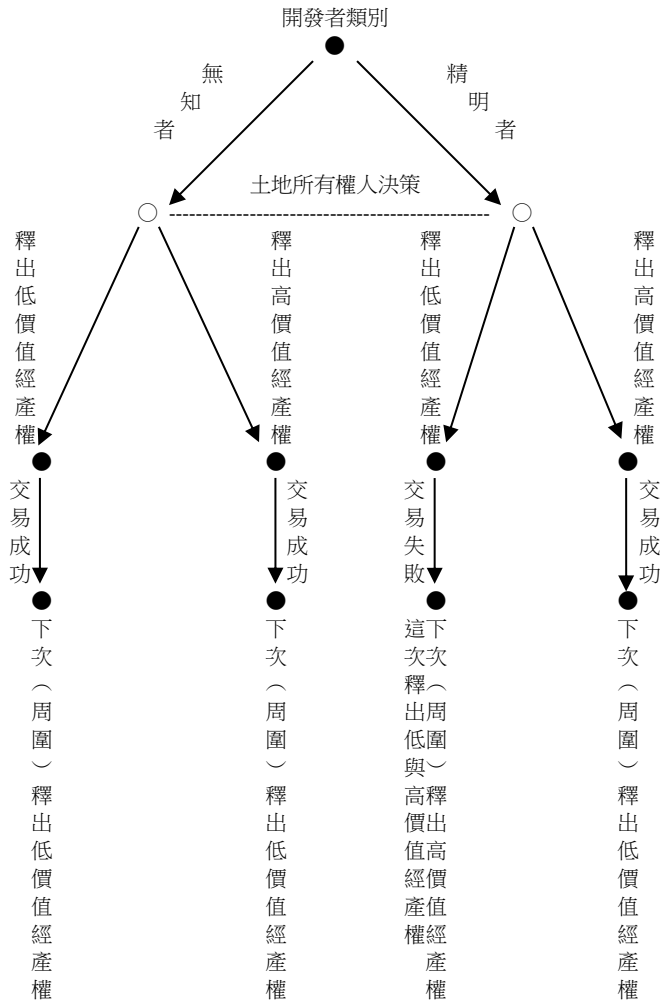 開發者類別
無知者
精明者
土地所有權人決策
釋出低價值經產權
釋出高價值經產權
釋出低價值經產權
釋出高價值經產權
交易成功
交易成功
交易失敗
交易成功
下次（周圍）釋出低價值經產權
下次（周圍）釋出低價值經產權
這次釋出低與高價值經產權
下次（周圍）釋出高價值經產權
下次（周圍）釋出低價值經產權